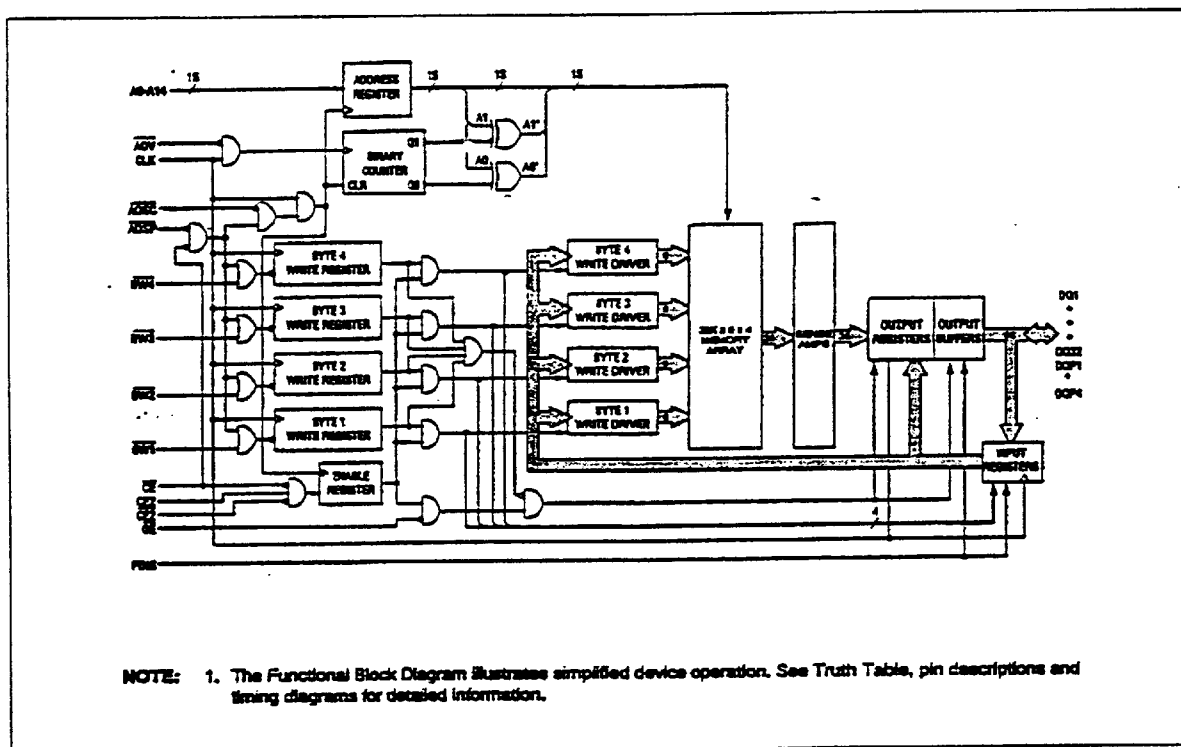 A0-A14
15
ADDRESS
REGISTER
15
15
15
ADV
CLK
BINARY
COUNTER
CLR
Q1
A1
A1'
A0
A0'
ADSC
ADSP
BYTE 4
WRITE REGISTER
BW4
BYTE 3
WRITE REGISTER
BW3
BYTE 2
WRITE REGISTER
BW2
BYTE 1
WRITE REGISTER
BW1
ENABLE
REGISTER
CE
BYTE 4
WRITE DRIVER
BYTE 3
WRITE DRIVER
BYTE 2
WRITE DRIVER
BYTE 1
WRITE DRIVER
MEMORY
ARRAY
AMPS
OUTPUT
REGISTERS
OUTPUT
BUFFERS
DQ1
DQ32
DQP1
DQP4
INPUT
REGISTERS
4
NOTE: 1. The Functional Block Diagram illustrates simplified device operation. See Truth Table, pin descriptions and
timing diagrams for detailed information.